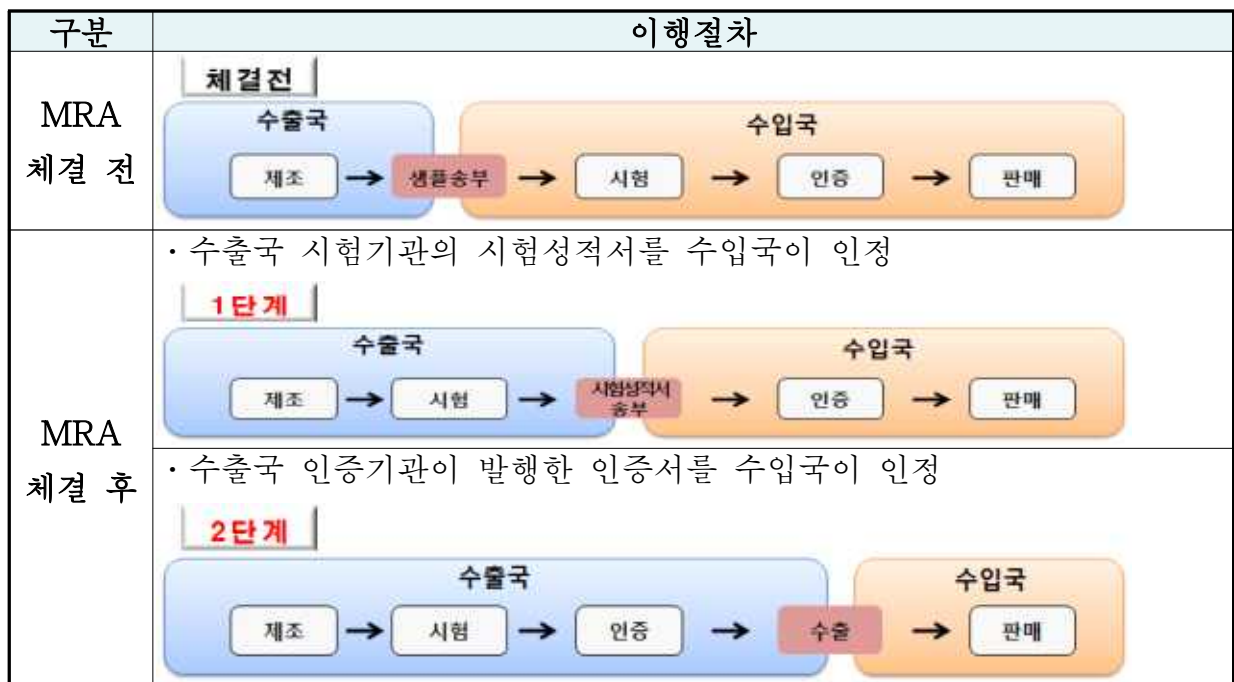 구분 이행절차
MRA
체결 전
체결전
수출국 수입국
제조 → 샘플송부 → 시험 → 인증 → 판매
MRA
체결 후
· 수출국 시험기관의 시험성적서를 수입국이 인정
1단계
수출국 수입국
제조 → 시험 → 시험성적서
송부 → 인증 → 판매
· 수출국 인증기관이 발행한 인증서를 수입국이 인정
2단계
수출국 수입국
제조 → 시험 → 인증 → 수출 → 판매